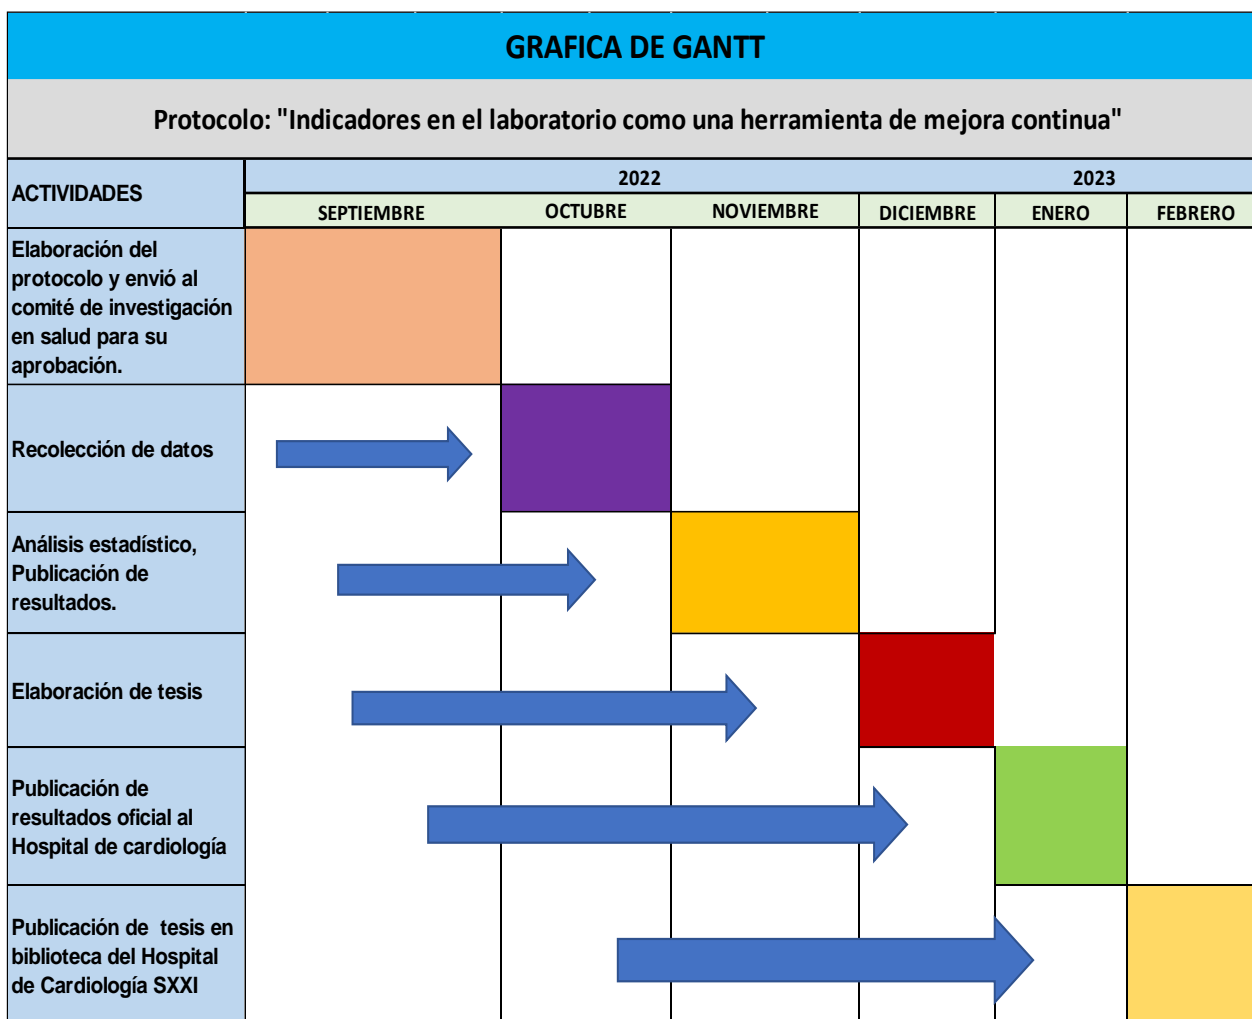 GRAFICA DE GANTT
Protocolo: "Indicadores en el laboratorio como una herramienta de mejora continua"
ACTIVIDADES
2022
2023
SEPTIEMBRE
OCTUBRE
NOVIEMBRE
DICIEMBRE
ENERO
FEBRERO
Elaboración del
protocolo y envió al
comité de investigación
en salud para su
aprobación.
Recolección de datos
Análisis estadístico,
Publicación de
resultados.
Elaboración de tesis
Publicación de
resultados oficial al
Hospital de cardiología
Publicación de  tesis en
biblioteca del Hospital
de Cardiología SXXI